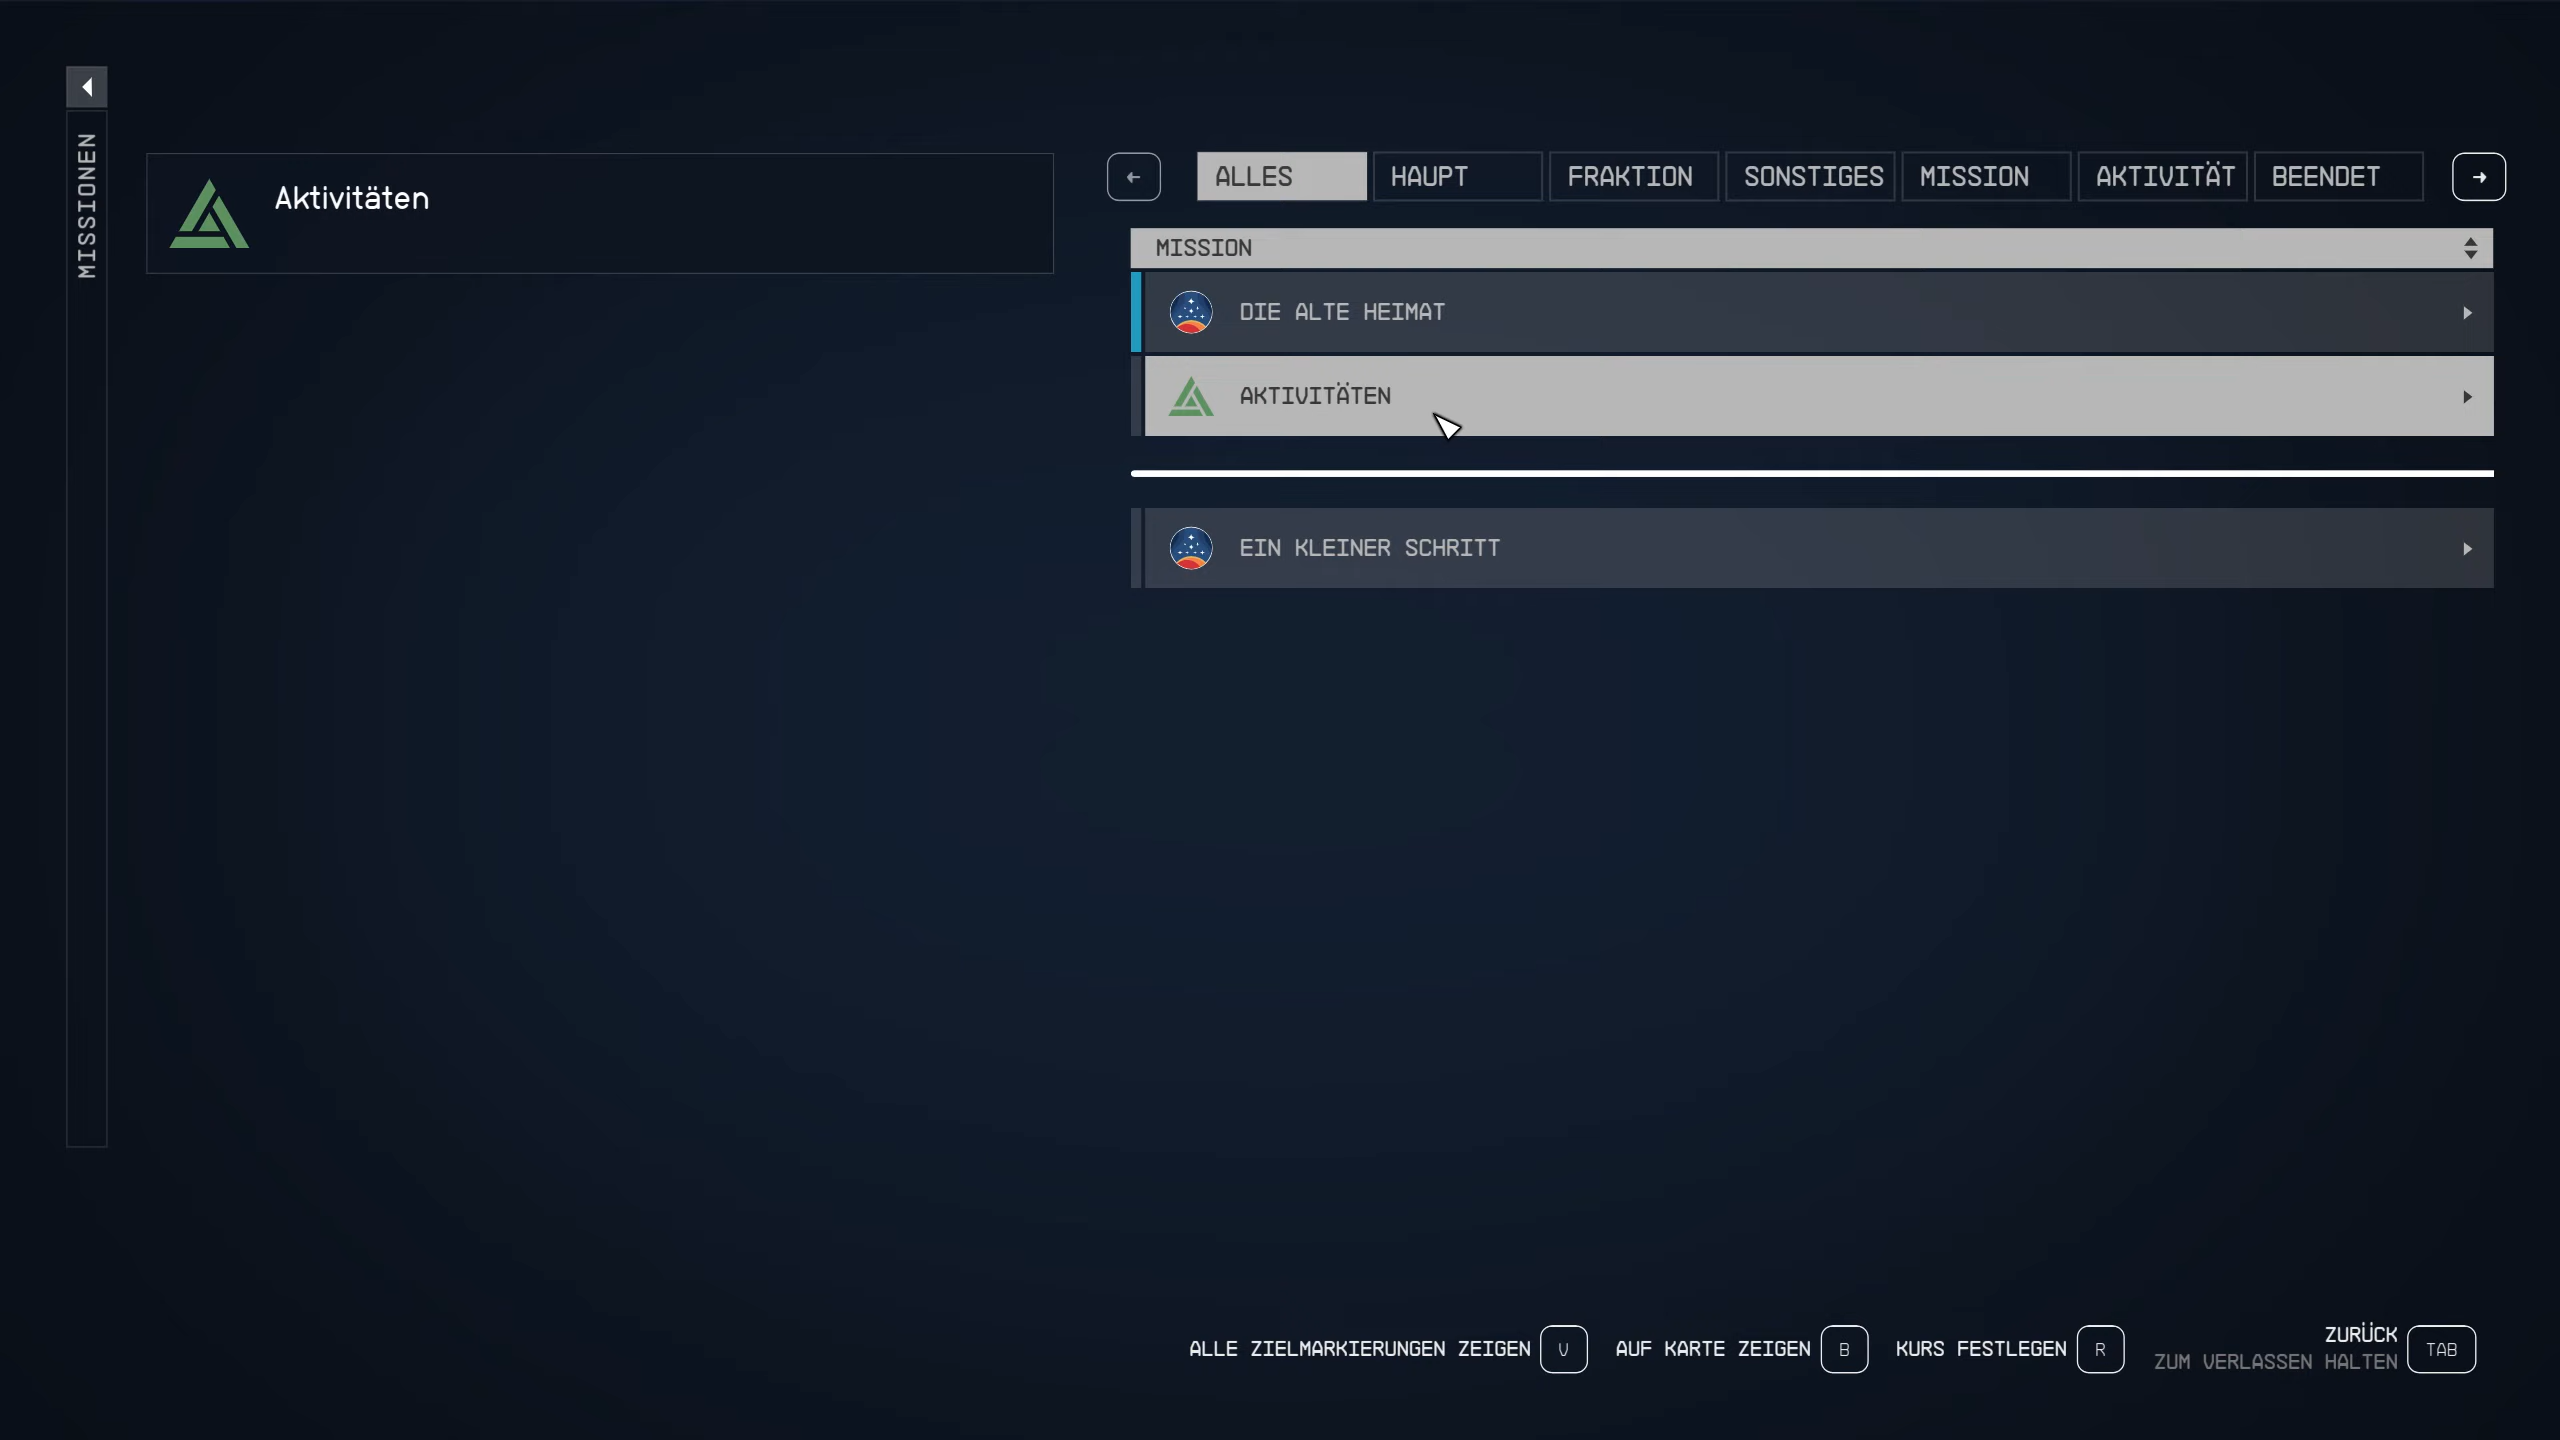 MISSIONEN
Aktivitäten
ALLES HAUPT FRAKTION SONSTIGES MISSION AKTIVITÄT BEENDET
MISSION
DIE ALTE HEIMAT
AKTIVITÄTEN
EIN KLEINER SCHRITT
ALLE ZIELMARKIERUNGEN ZEIGEN V AUF KARTE ZEIGEN B KURS FESTLEGEN R ZURÜCK TAB
ZUM VERLASSEN HALTEN